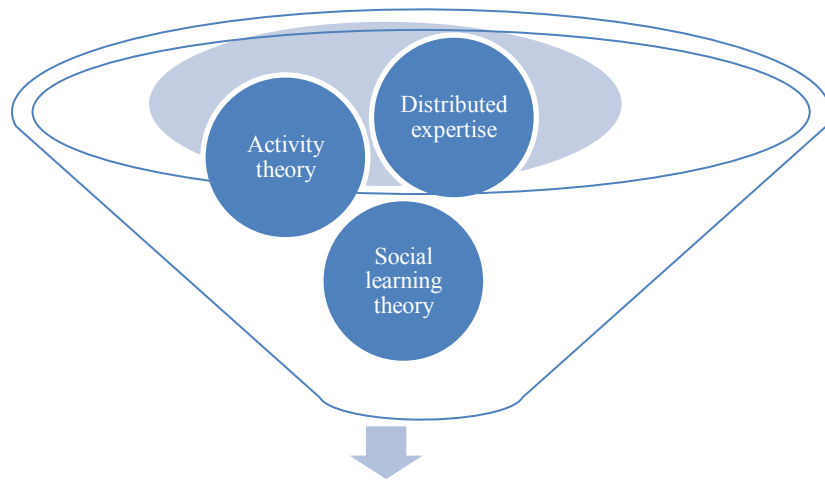 Distributed
expertise
Activity
theory
Social
learning
theory